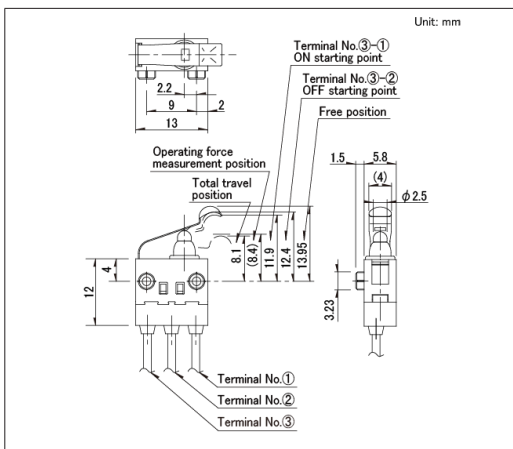 Unit: mm
Terminal No.③-①
ON starting point
Terminal No.③-②
OFF starting point
Free position
2.2
9
2
13
Operating force
measurement position
Total travel
position
1.5
5.8
(4)
φ2.5
8.1
(8.4)
11.9
12.4
13.95
4
12
3.23
Terminal No.①
Terminal No.②
Terminal No.③